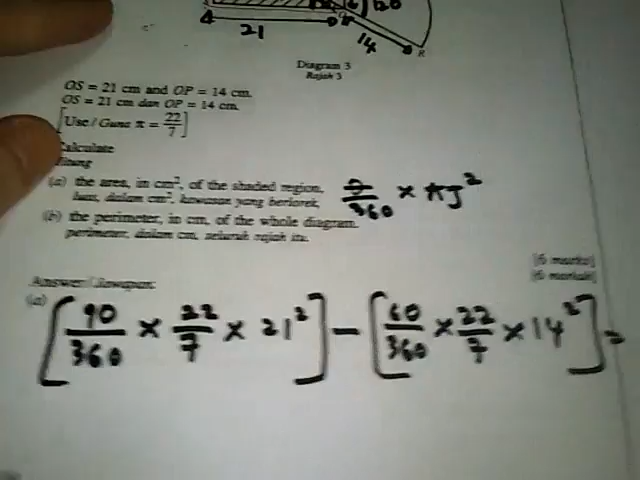 120
21
14
R
Diagram 3
Rajah 3
OS = 21 cm and OP = 14 cm.
OS = 21 cm dan OP = 14 cm.
[Use / Guna π = 22/7]
Calculate
(a) the area, in cm², of the shaded region,
luas, dalam cm², kawasan yang berlorek,
(b) the perimeter, in cm, of the whole diagram.
perimeter, dalam cm, seluruh rajah itu.
/360 × πj²
[6 marks]
[6 markah]
Answer / Jawapan:
(a)
[90/360 × 22/7 × 21²] − [60/360 × 22/7 × 14²] =